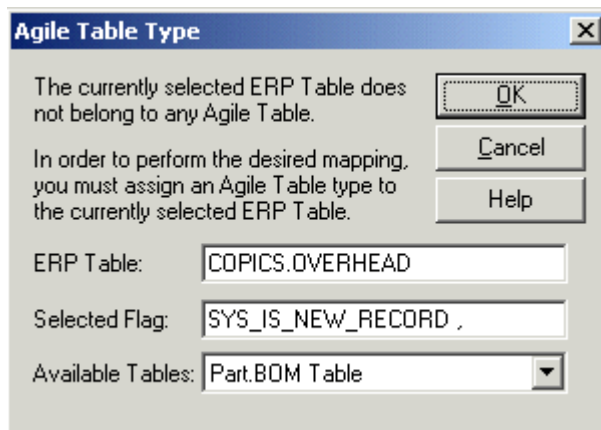 Agile Table Type
The currently selected ERP Table does
not belong to any Agile Table.
In order to perform the desired mapping,
you must assign an Agile Table type to
the currently selected ERP Table.
OK
Cancel
Help
ERP Table: COPICS.OVERHEAD
Selected Flag: SYS_IS_NEW_RECORD ,
Available Tables: Part.BOM Table